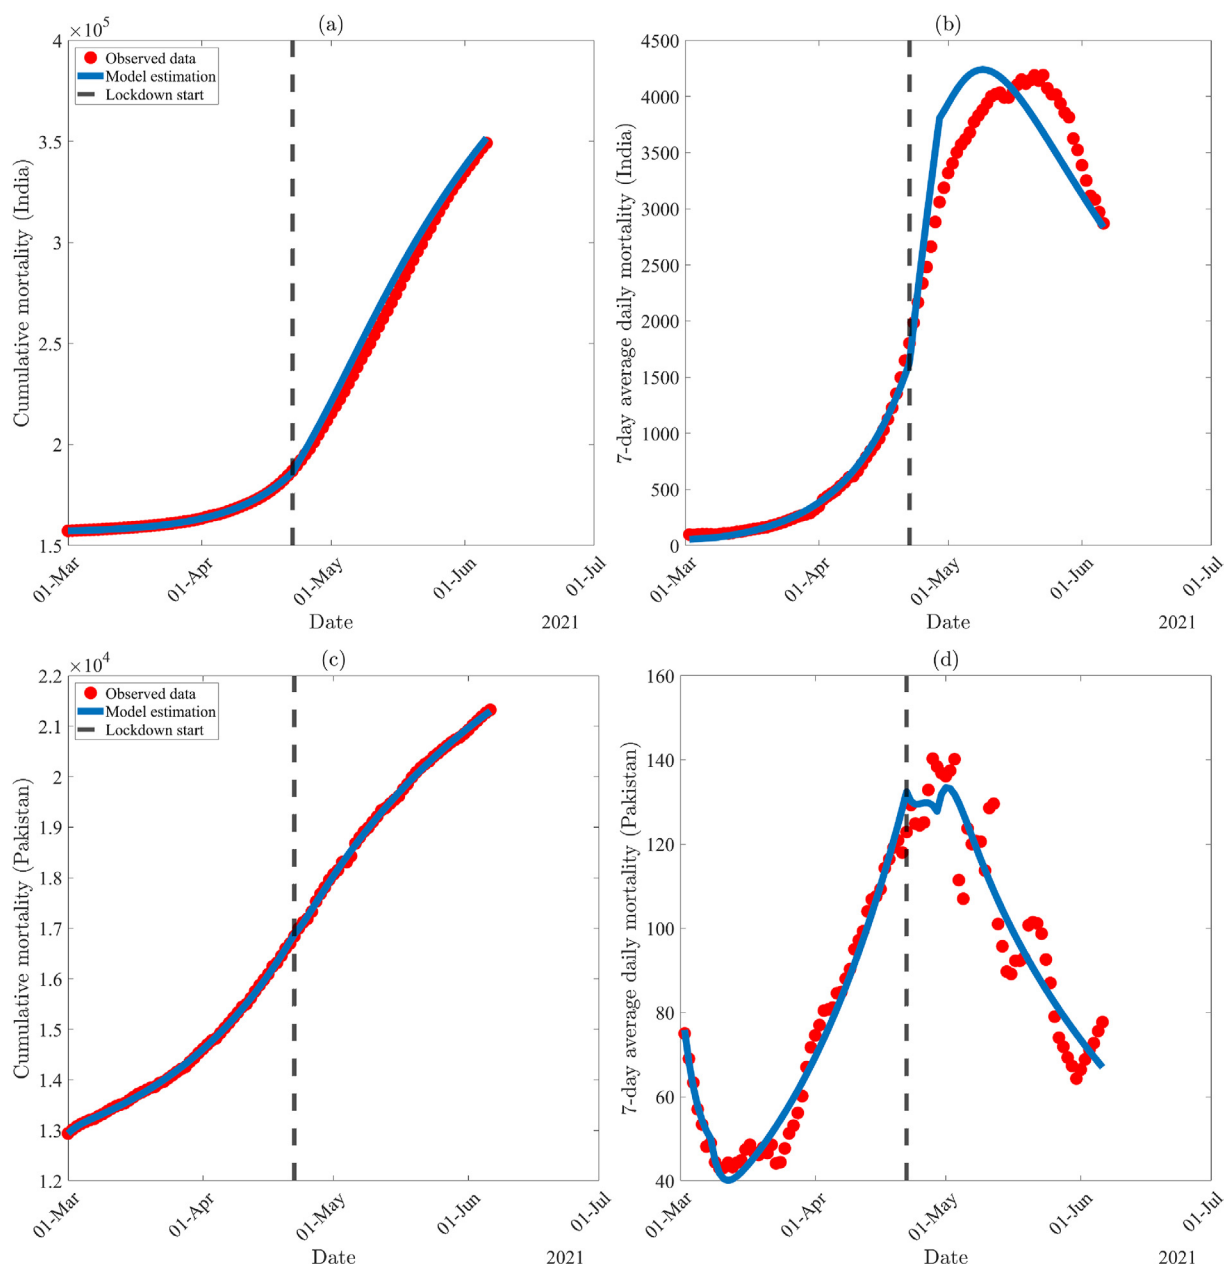 (a)
×10⁵
Observed data
Model estimation
Lockdown start
4
3.5
3
2.5
2
1.5
Cumulative mortality (India)
01-Mar
01-Apr
01-May
01-Jun
01-Jul
Date
2021
(b)
4500
4000
3500
3000
2500
2000
1500
1000
500
0
7-day average daily mortality (India)
01-Mar
01-Apr
01-May
01-Jun
01-Jul
Date
2021
(c)
×10⁴
Observed data
Model estimation
Lockdown start
2.2
2.1
2
1.9
1.8
1.7
1.6
1.5
1.4
1.3
1.2
Cumulative mortality (Pakistan)
01-Mar
01-Apr
01-May
01-Jun
01-Jul
Date
2021
(d)
160
140
120
100
80
60
40
7-day average daily mortality (Pakistan)
01-Mar
01-Apr
01-May
01-Jun
01-Jul
Date
2021